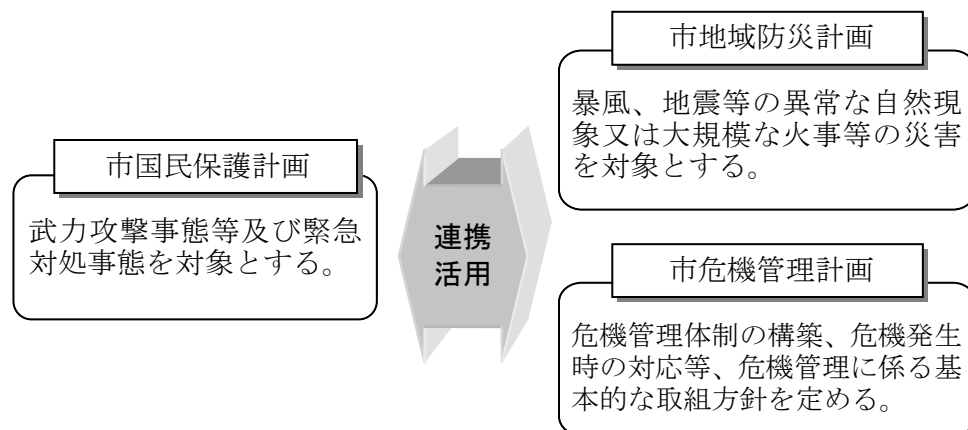 市国民保護計画
武力攻撃事態等及び緊急
対処事態を対象とする。
連携
活用
市地域防災計画
暴風、地震等の異常な自然現
象又は大規模な火事等の災害
を対象とする。
市危機管理計画
危機管理体制の構築、危機発生
時の対応等、危機管理に係る基
本的な取組方針を定める。